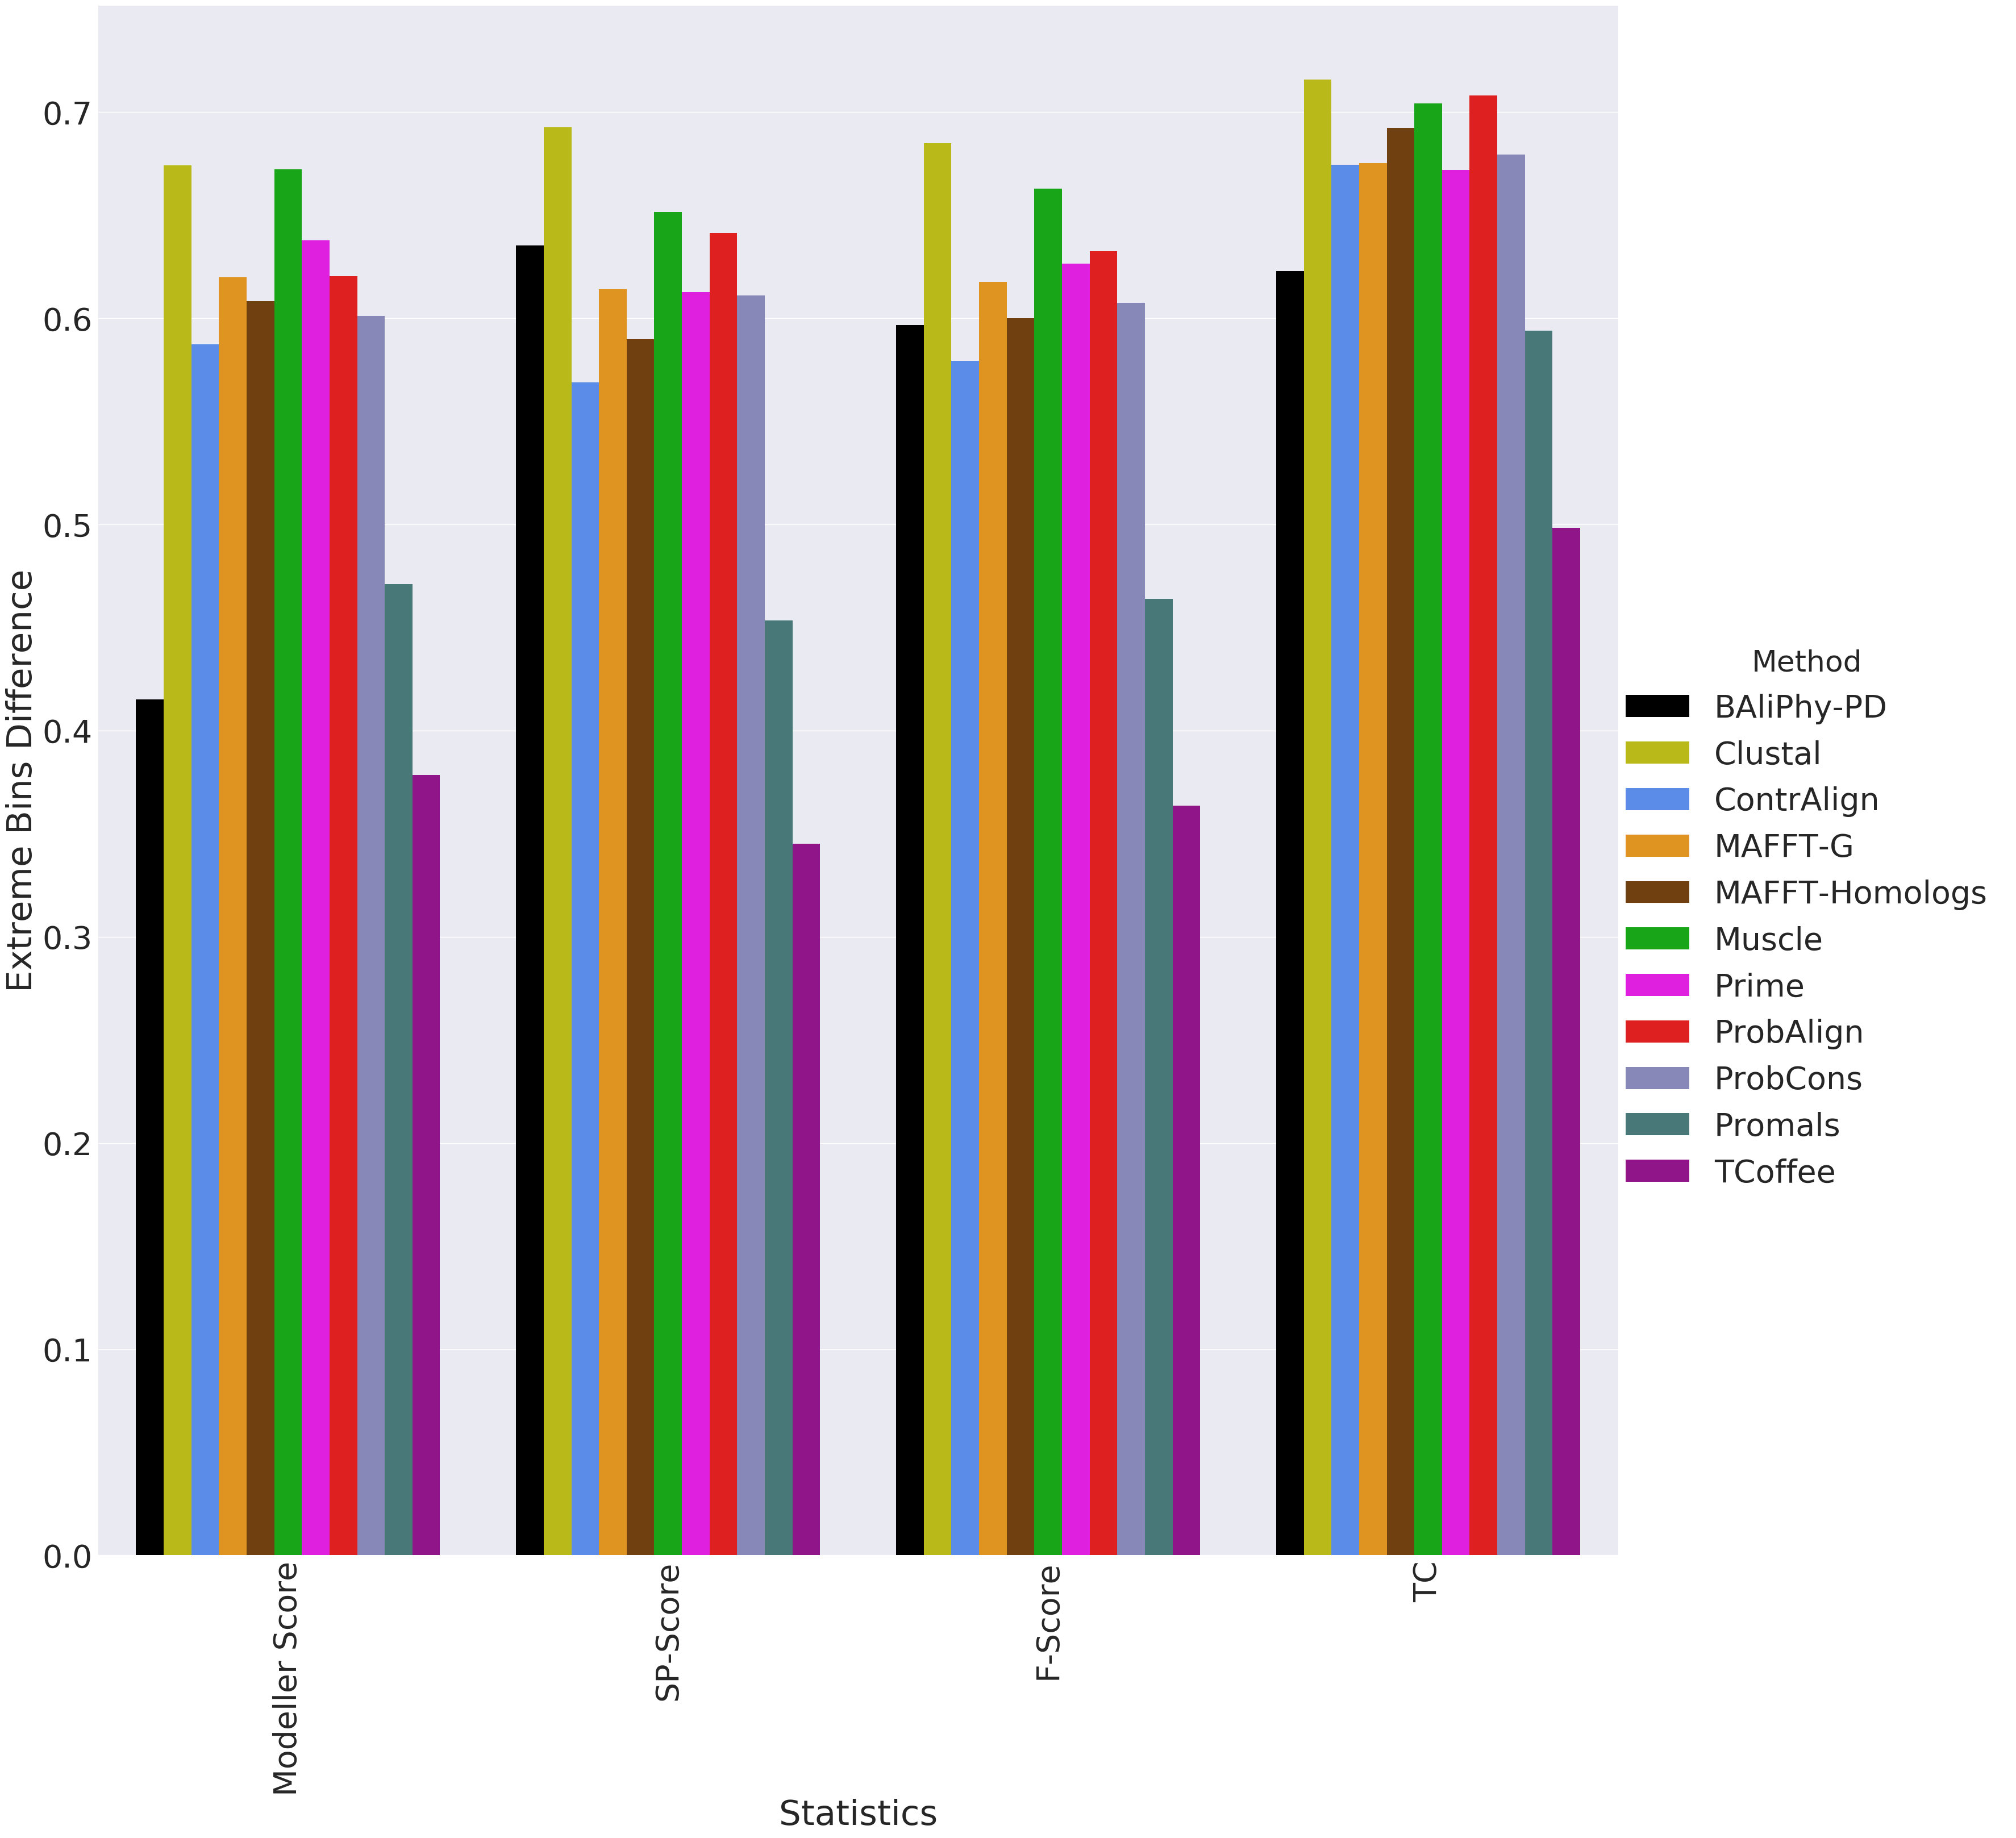 Extreme Bins Difference
0.7
0.6
0.5
0.4
0.3
0.2
0.1
0.0
Modeller Score
SP-Score
F-Score
TC
Statistics
Method
BAliPhy-PD
Clustal
ContrAlign
MAFFT-G
MAFFT-Homologs
Muscle
Prime
ProbAlign
ProbCons
Promals
TCoffee